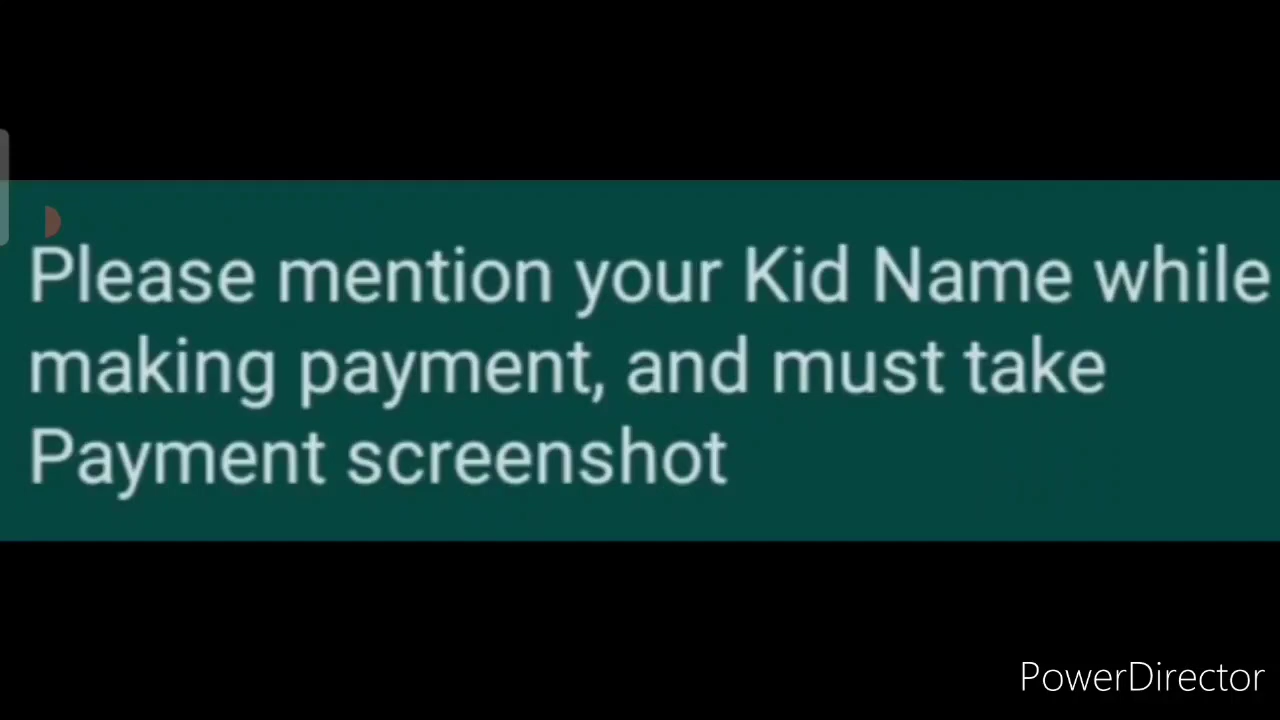 Please mention your Kid Name while
making payment, and must take
Payment screenshot
PowerDirector